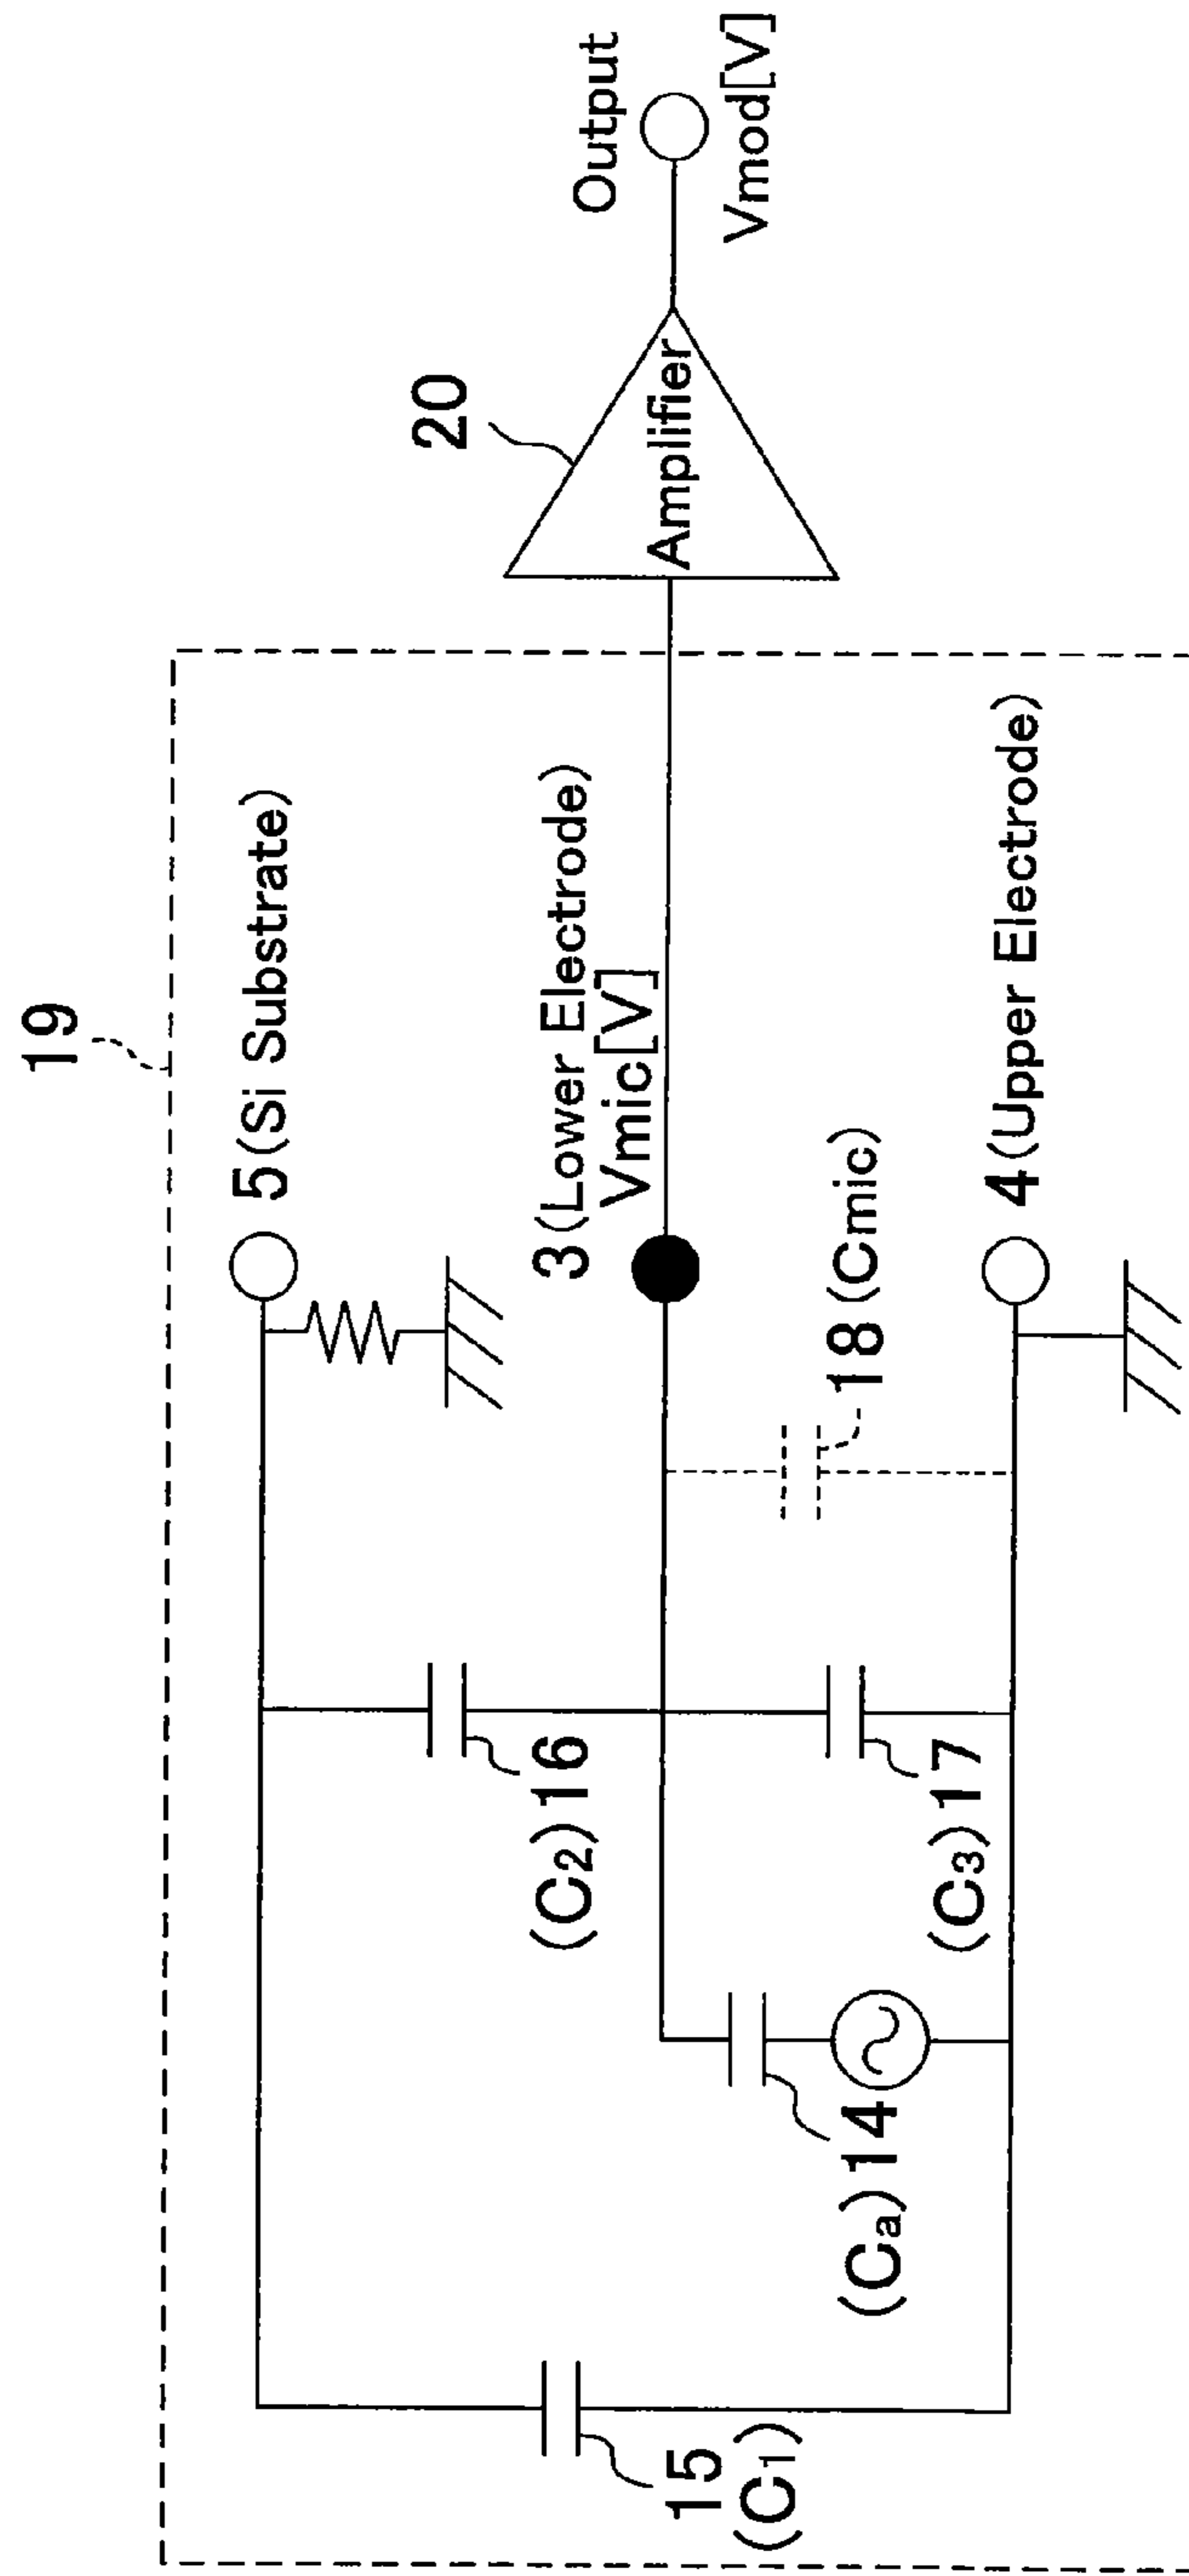 19
5(Si Substrate)
20
Output
3(Lower Electrode)
Vmic[V]
Amplifier
Vmod[V]
(C2)16
18(Cmic)
15
(C1)
(Ca)14
(C3)17
4(Upper Electrode)